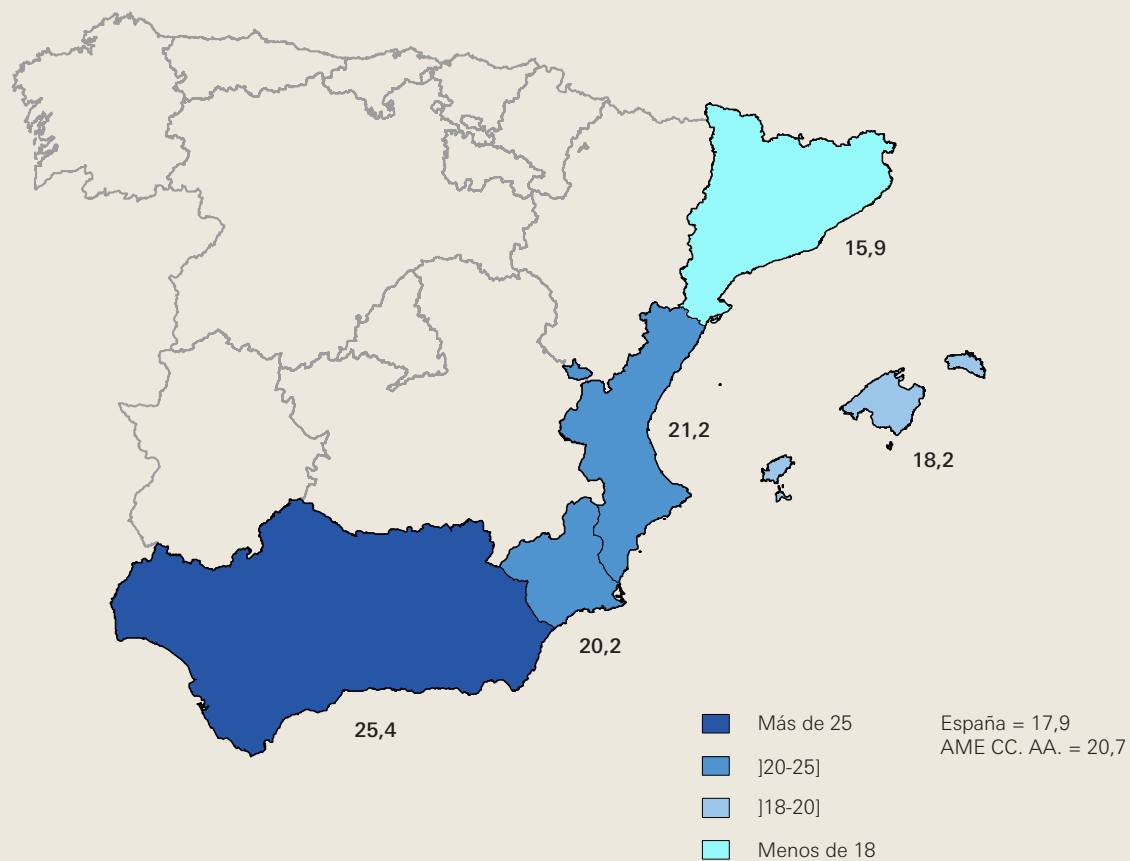 15,9
21,2
18,2
20,2
25,4
Más de 25
]20-25]
]18-20]
Menos de 18
España = 17,9
AME CC. AA. = 20,7